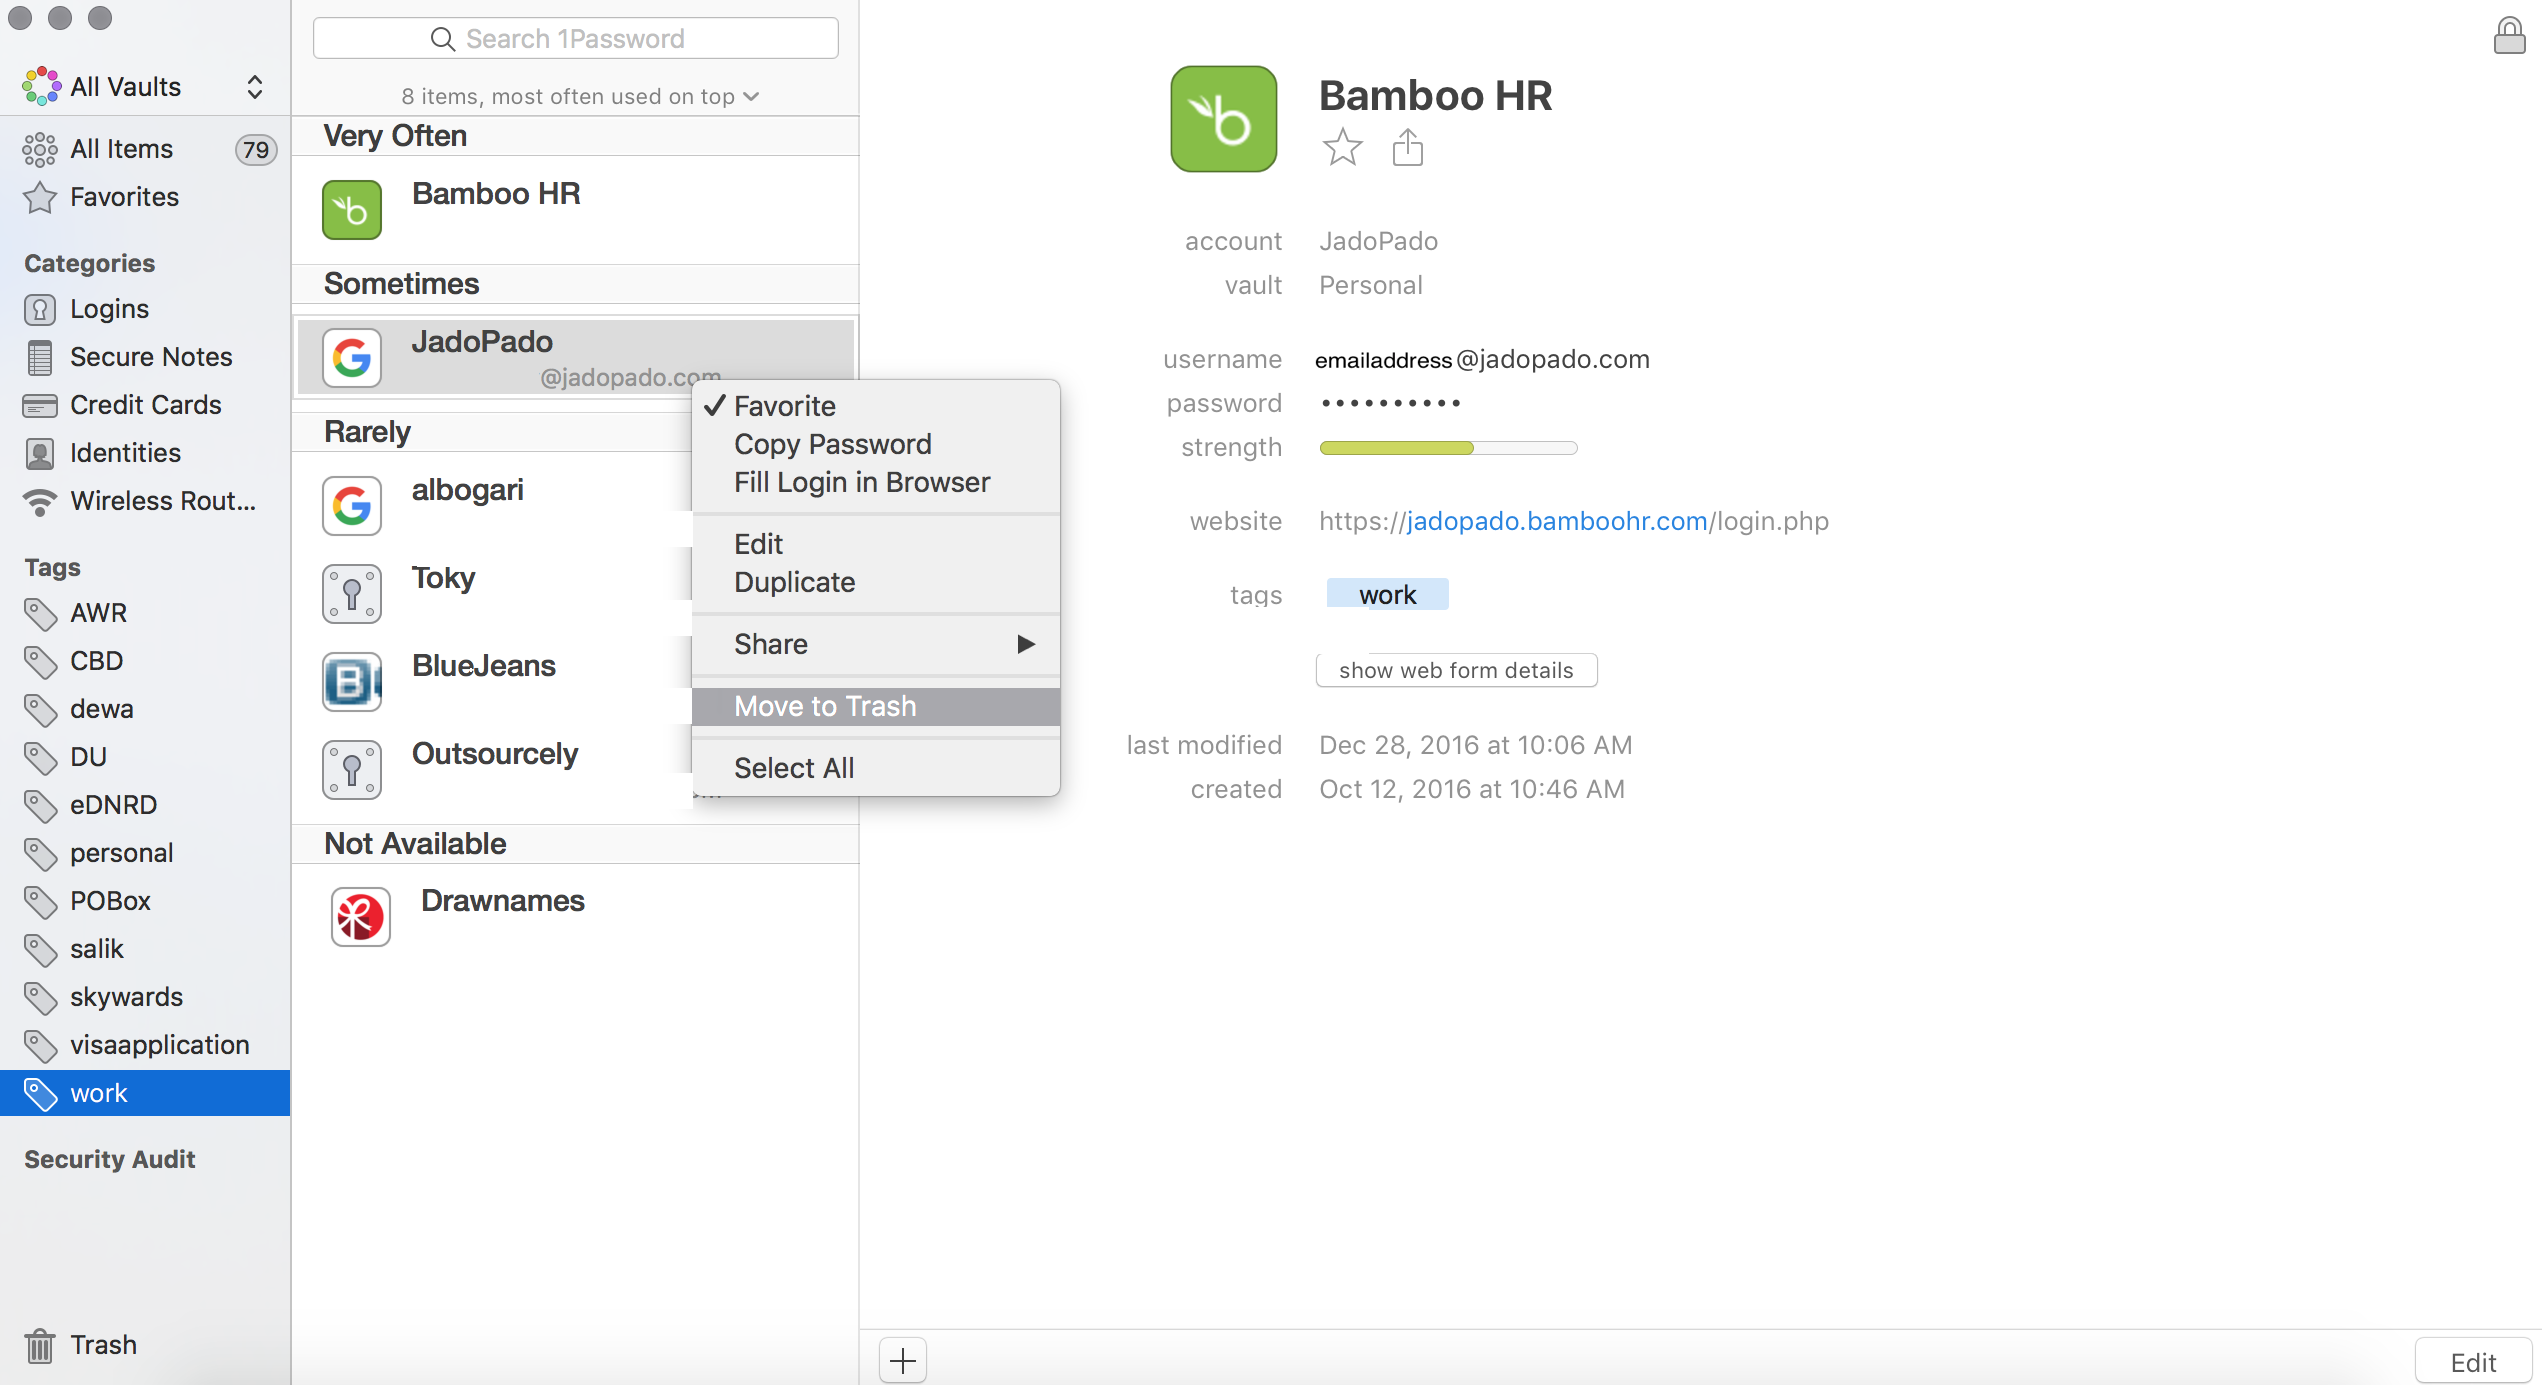 All Vaults
All Items 79
Favorites
Categories
Logins
Secure Notes
Credit Cards
Identities
Wireless Rout...
Tags
AWR
CBD
dewa
DU
eDNRD
personal
POBox
salik
skywards
visaapplication
work
Security Audit
Trash
Search 1Password
8 items, most often used on top
Very Often
Bamboo HR
Sometimes
JadoPado
@jadopado.com
Rarely
albogari
Toky
BlueJeans
Outsourcely
Not Available
Drawnames
Favorite
Copy Password
Fill Login in Browser
Edit
Duplicate
Share
Move to Trash
Select All
Bamboo HR
account JadoPado
vault Personal
username emailaddress@jadopado.com
password ••••••••••
strength
website https://jadopado.bamboohr.com/login.php
tags work
show web form details
last modified Dec 28, 2016 at 10:06 AM
created Oct 12, 2016 at 10:46 AM
Edit